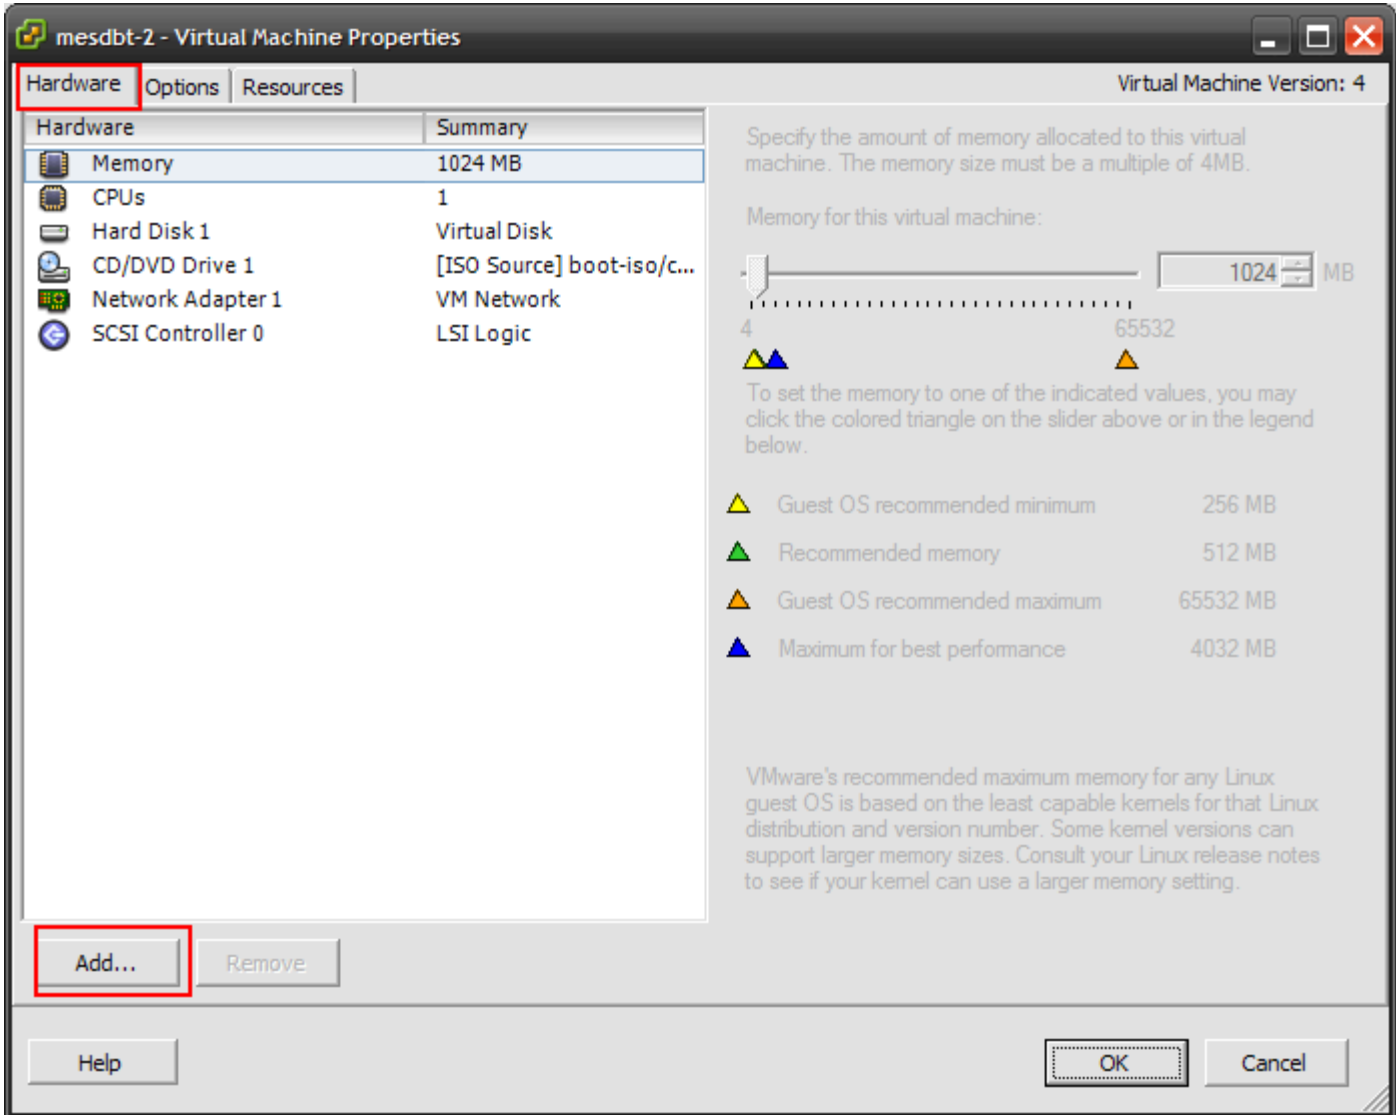 mesdbt-2 - Virtual Machine Properties
Hardware Options Resources Virtual Machine Version: 4
Hardware Summary
Memory 1024 MB
CPUs 1
Hard Disk 1 Virtual Disk
CD/DVD Drive 1 [ISO Source] boot-iso/c...
Network Adapter 1 VM Network
SCSI Controller 0 LSI Logic
Specify the amount of memory allocated to this virtual
machine. The memory size must be a multiple of 4MB.
Memory for this virtual machine:
1024 MB
4 65532
To set the memory to one of the indicated values, you may
click the colored triangle on the slider above or in the legend
below.
Guest OS recommended minimum 256 MB
Recommended memory 512 MB
Guest OS recommended maximum 65532 MB
Maximum for best performance 4032 MB
VMware's recommended maximum memory for any Linux
guest OS is based on the least capable kernels for that Linux
distribution and version number. Some kernel versions can
support larger memory sizes. Consult your Linux release notes
to see if your kernel can use a larger memory setting.
Add... Remove
Help OK Cancel